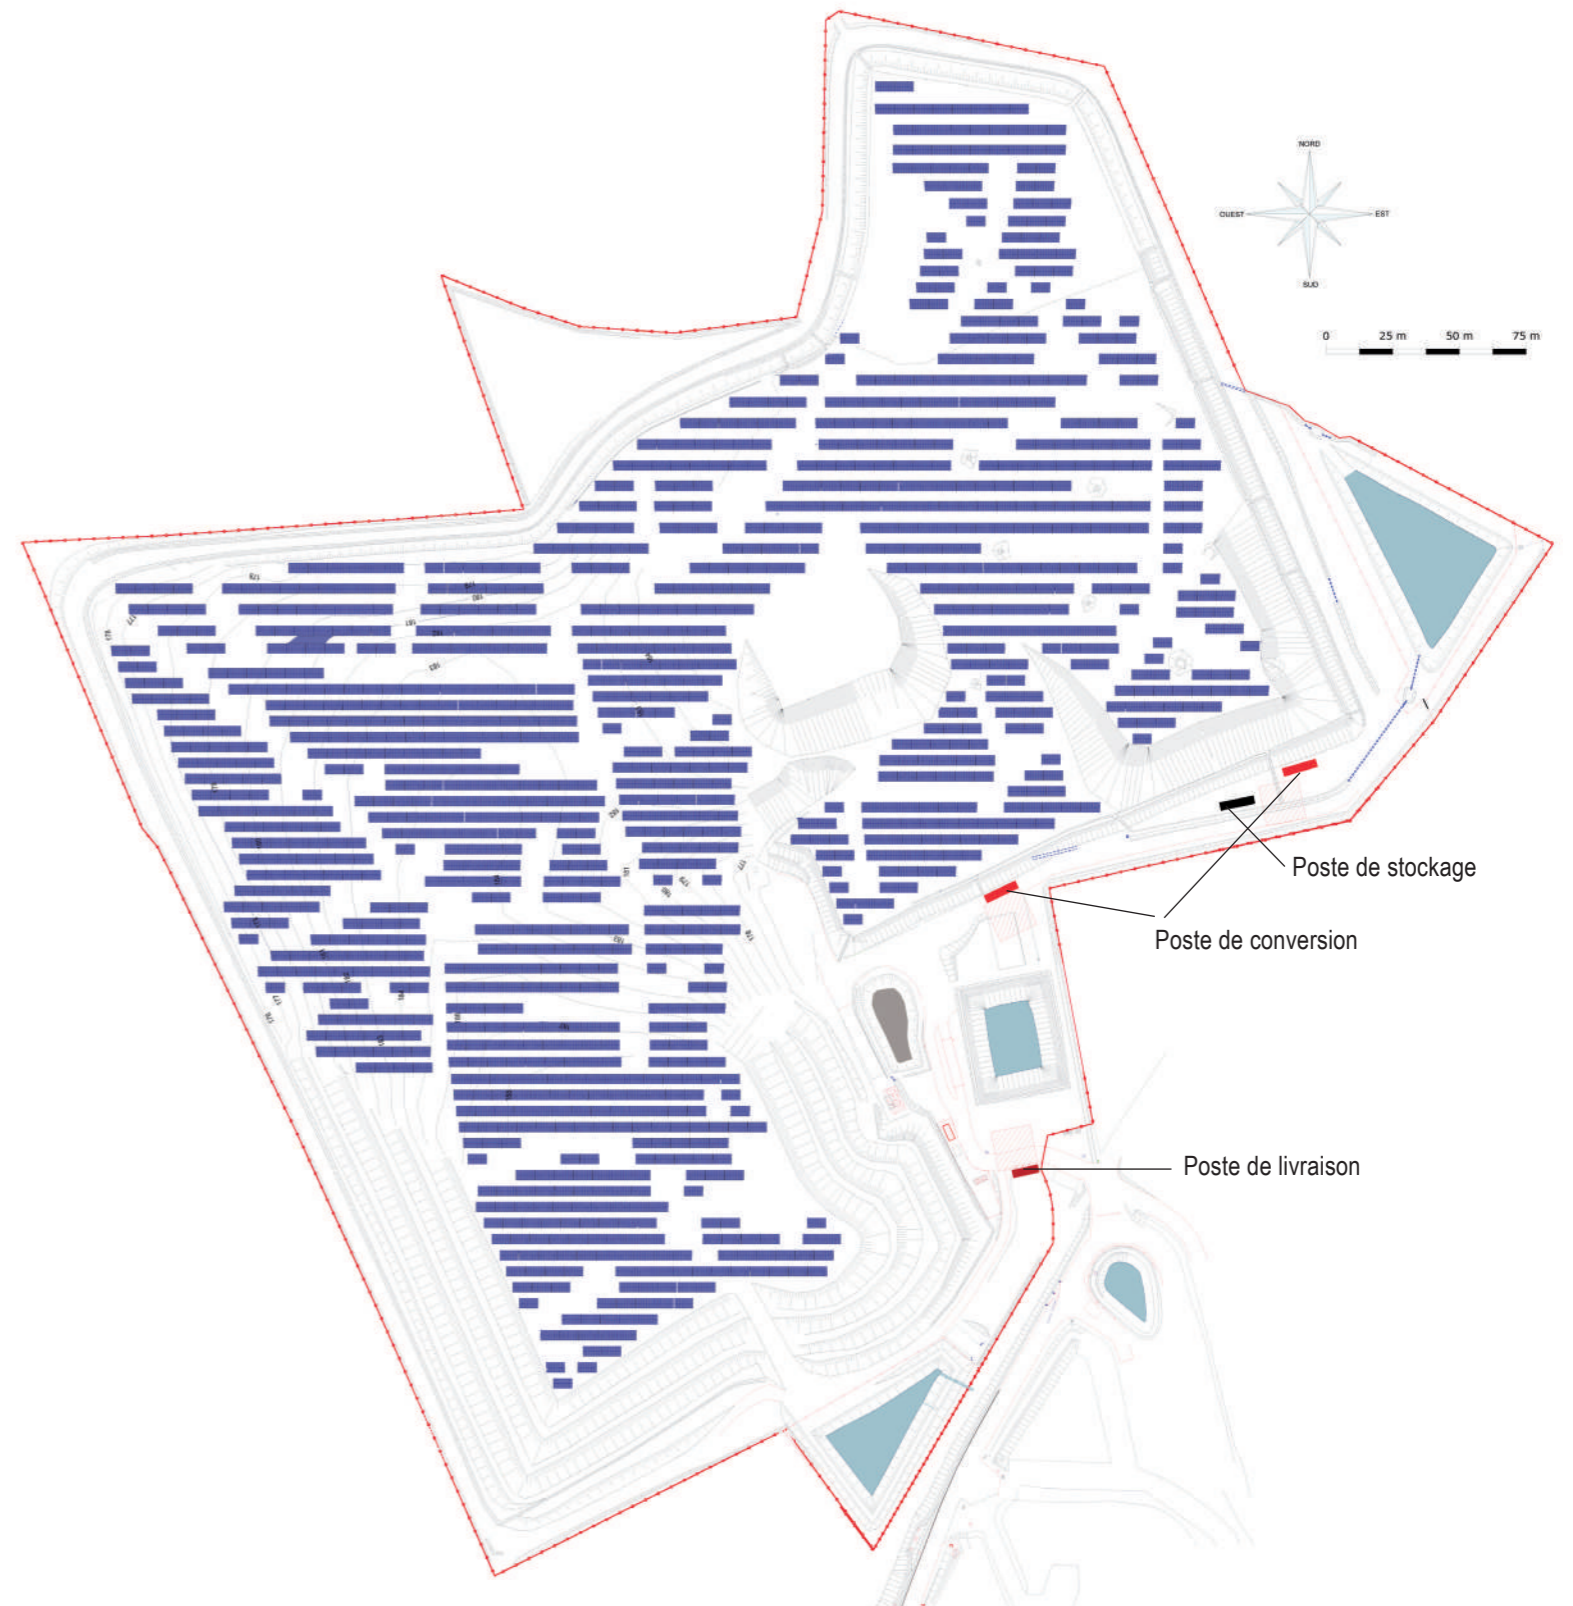 NORD
OUEST
EST
SUD
0 25 m 50 m 75 m
Poste de stockage
Poste de conversion
Poste de livraison